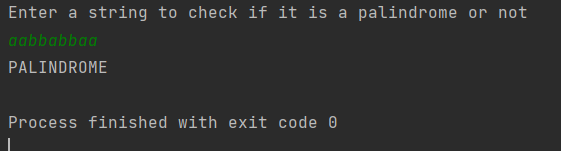 Enter a string to check if it is a palindrome or not
aabbabbaa
PALINDROME
Process finished with exit code 0